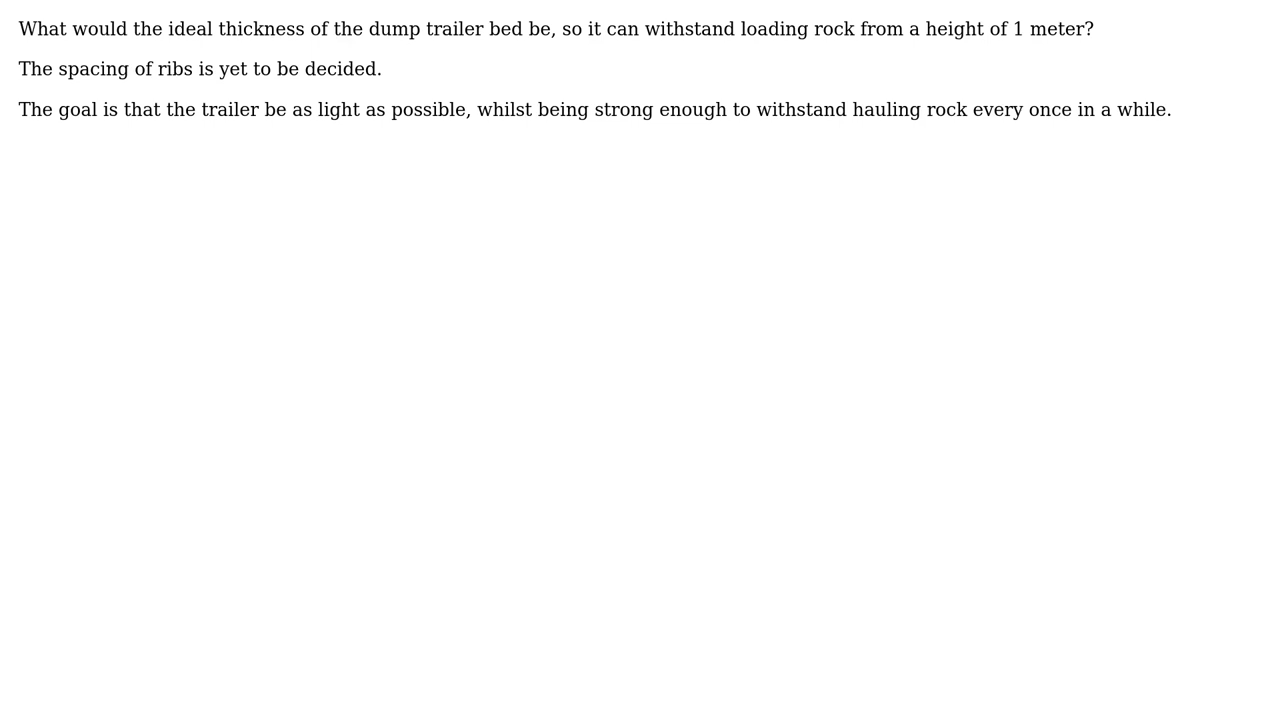 What would the ideal thickness of the dump trailer bed be, so it can withstand loading rock from a height of 1 meter?
The spacing of ribs is yet to be decided.
The goal is that the trailer be as light as possible, whilst being strong enough to withstand hauling rock every once in a while.